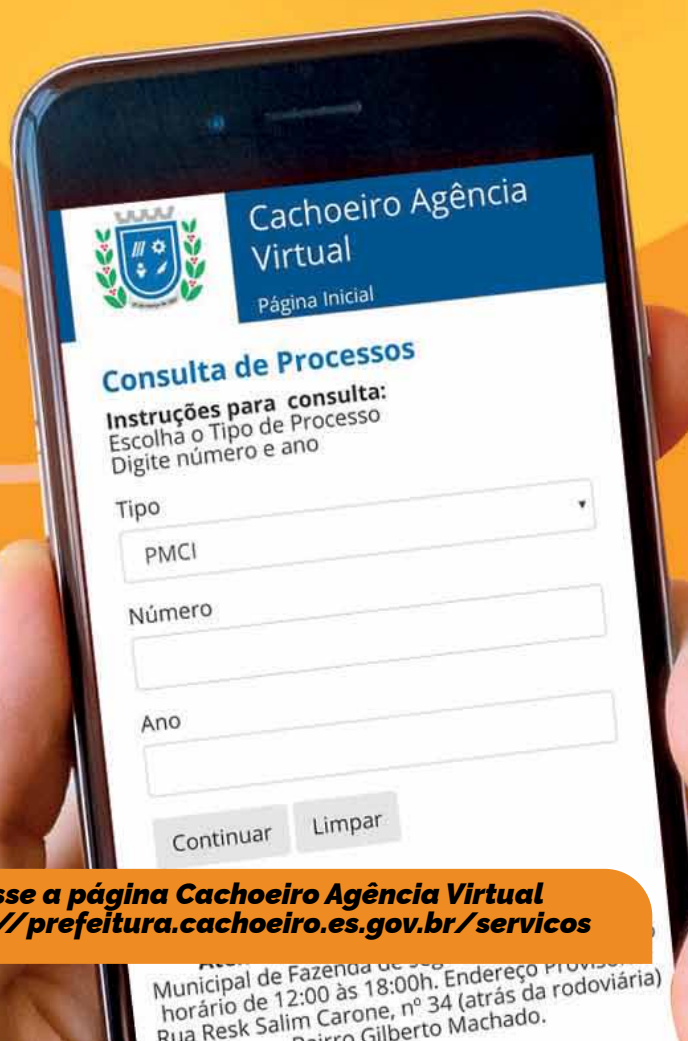 Cachoeiro Agência
Virtual
Página Inicial
Consulta de Processos
Instruções para consulta:
Escolha o Tipo de Processo
Digite número e ano
Tipo
PMCI
Número
Ano
Continuar Limpar
a página Cachoeiro Agência Virtual
//prefeitura.cachoeiro.es.gov.br/servicos
Municipal de Fazenda de
horário de 12:00 às 18:00h. Endereço
Rua Resk Salim Carone, nº 34 (atrás da rodoviária)
Bairro Gilberto Machado.